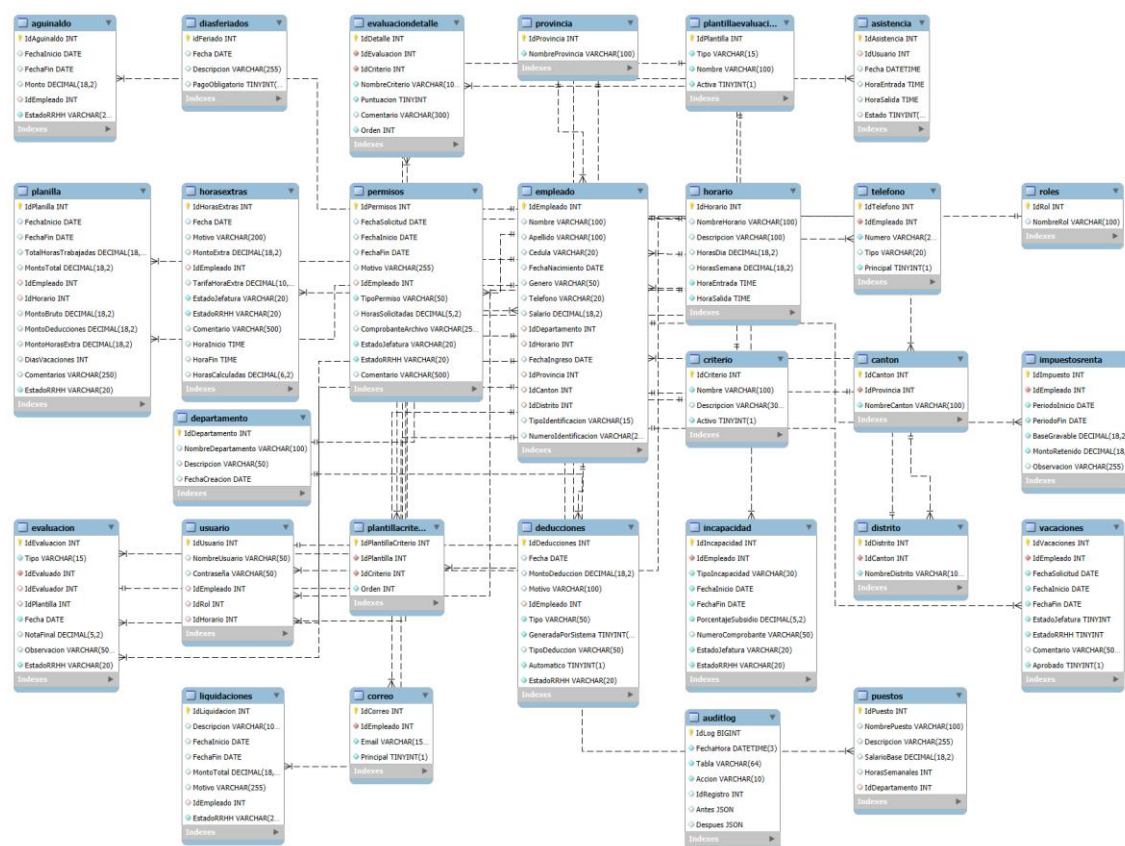 aguinaldo
IdAguinaldo INT
FechaInicio DATE
FechaFin DATE
Monto DECIMAL(18,2)
IdEmpleado INT
EstadoRRHH VARCHAR(2...
Indexes
diasferiados
idFeriado INT
Fecha DATE
Descripcion VARCHAR(255)
PagoObligatorio TINYINT(...
Indexes
evaluaciondetalle
IdDetalle INT
IdEvaluacion INT
IdCriterio INT
NombreCriterio VARCHAR(10...
Puntuacion TINYINT
Comentario VARCHAR(300)
Orden INT
Indexes
provincia
IdProvincia INT
NombreProvincia VARCHAR(100)
Indexes
plantillaevaluaci...
IdPlantilla INT
Tipo VARCHAR(15)
Nombre VARCHAR(100)
Activa TINYINT(1)
Indexes
asistencia
IdAsistencia INT
IdUsuario INT
Fecha DATETIME
HoraEntrada TIME
HoraSalida TIME
Estado TINYINT(...
Indexes
planilla
IdPlanilla INT
FechaInicio DATE
FechaFin DATE
TotalHorasTrabajadas DECIMAL(18,...
MontoTotal DECIMAL(18,2)
IdEmpleado INT
IdHorario INT
MontoBruto DECIMAL(18,2)
MontoDeducciones DECIMAL(18,2)
MontoHorasExtra DECIMAL(18,2)
DiasVacaciones INT
Comentarios VARCHAR(250)
EstadoRRHH VARCHAR(20)
Indexes
horasextras
IdHorasExtras INT
Fecha DATE
Motivo VARCHAR(200)
MontoExtra DECIMAL(18,2)
IdEmpleado INT
TarifaHoraExtra DECIMAL(10,...
EstadoJefatura VARCHAR(20)
EstadoRRHH VARCHAR(20)
Comentario VARCHAR(500)
HoraInicio TIME
HoraFin TIME
HorasCalculadas DECIMAL(6,2)
Indexes
permisos
IdPermisos INT
FechaSolicitud DATE
FechaInicio DATE
FechaFin DATE
Motivo VARCHAR(255)
IdEmpleado INT
TipoPermiso VARCHAR(50)
HorasSolicitadas DECIMAL(5,2)
ComprobanteArchivo VARCHAR(25...
EstadoJefatura VARCHAR(20)
EstadoRRHH VARCHAR(20)
Comentario VARCHAR(500)
Indexes
empleado
IdEmpleado INT
Nombre VARCHAR(100)
Apellido VARCHAR(100)
Cedula VARCHAR(20)
FechaNacimiento DATE
Genero VARCHAR(50)
Telefono VARCHAR(20)
Salario DECIMAL(18,2)
IdDepartamento INT
IdHorario INT
FechaIngreso DATE
IdProvincia INT
IdCanton INT
IdDistrito INT
TipoIdentificacion VARCHAR(15)
NumeroIdentificacion VARCHAR(2...
Indexes
horario
IdHorario INT
NombreHorario VARCHAR(100)
Descripcion VARCHAR(100)
HorasDia DECIMAL(18,2)
HorasSemana DECIMAL(18,2)
HoraEntrada TIME
HoraSalida TIME
Indexes
telefono
IdTelefono INT
IdEmpleado INT
Numero VARCHAR(2...
Tipo VARCHAR(20)
Principal TINYINT(1)
Indexes
roles
IdRol INT
NombreRol VARCHAR(100)
Indexes
criterio
IdCriterio INT
Nombre VARCHAR(100)
Descripcion VARCHAR(30...
Activo TINYINT(1)
Indexes
canton
IdCanton INT
IdProvincia INT
NombreCanton VARCHAR(100)
Indexes
impuestosrenta
IdImpuesto INT
IdEmpleado INT
PeriodoInicio DATE
PeriodoFin DATE
BaseGravable DECIMAL(18,2)
MontoRetenido DECIMAL(18,
Observacion VARCHAR(255)
Indexes
departamento
IdDepartamento INT
NombreDepartamento VARCHAR(100)
Descripcion VARCHAR(50)
FechaCreacion DATE
Indexes
evaluacion
IdEvaluacion INT
Tipo VARCHAR(15)
IdEvaluado INT
IdEvaluador INT
IdPlantilla INT
Fecha DATE
NotaFinal DECIMAL(5,2)
Observacion VARCHAR(50...
EstadoRRHH VARCHAR(20)
Indexes
usuario
IdUsuario INT
NombreUsuario VARCHAR(50)
Contraseña VARCHAR(50)
IdEmpleado INT
IdRol INT
IdHorario INT
Indexes
plantillacrite...
IdPlantillaCriterio INT
IdPlantilla INT
IdCriterio INT
Orden INT
Indexes
deducciones
IdDeducciones INT
Fecha DATE
MontoDeduccion DECIMAL(18,2)
Motivo VARCHAR(100)
IdEmpleado INT
Tipo VARCHAR(50)
GeneradaPorSistema TINYINT(...
TipoDeduccion VARCHAR(50)
Automatico TINYINT(1)
EstadoRRHH VARCHAR(20)
Indexes
incapacidad
IdIncapacidad INT
IdEmpleado INT
TipoIncapacidad VARCHAR(30)
FechaInicio DATE
FechaFin DATE
PorcentajeSubsidio DECIMAL(5,2)
NumeroComprobante VARCHAR(50)
EstadoJefatura VARCHAR(20)
EstadoRRHH VARCHAR(20)
Indexes
distrito
IdDistrito INT
IdCanton INT
NombreDistrito VARCHAR(10...
Indexes
vacaciones
IdVacaciones INT
IdEmpleado INT
FechaSolicitud DATE
FechaInicio DATE
FechaFin DATE
EstadoJefatura TINYINT
EstadoRRHH TINYINT
Comentario VARCHAR(50...
Aprobado TINYINT(1)
Indexes
liquidaciones
IdLiquidacion INT
Descripcion VARCHAR(10...
FechaInicio DATE
FechaFin DATE
MontoTotal DECIMAL(18,...
Motivo VARCHAR(255)
IdEmpleado INT
EstadoRRHH VARCHAR(2...
Indexes
correo
IdCorreo INT
IdEmpleado INT
Email VARCHAR(15...
Principal TINYINT(1)
Indexes
auditlog
IdLog BIGINT
FechaHora DATETIME(3)
Tabla VARCHAR(64)
Accion VARCHAR(10)
IdRegistro INT
Antes JSON
Despues JSON
Indexes
puestos
IdPuesto INT
NombrePuesto VARCHAR(100)
Descripcion VARCHAR(255)
SalarioBase DECIMAL(18,2)
HorasSemanales INT
IdDepartamento INT
Indexes